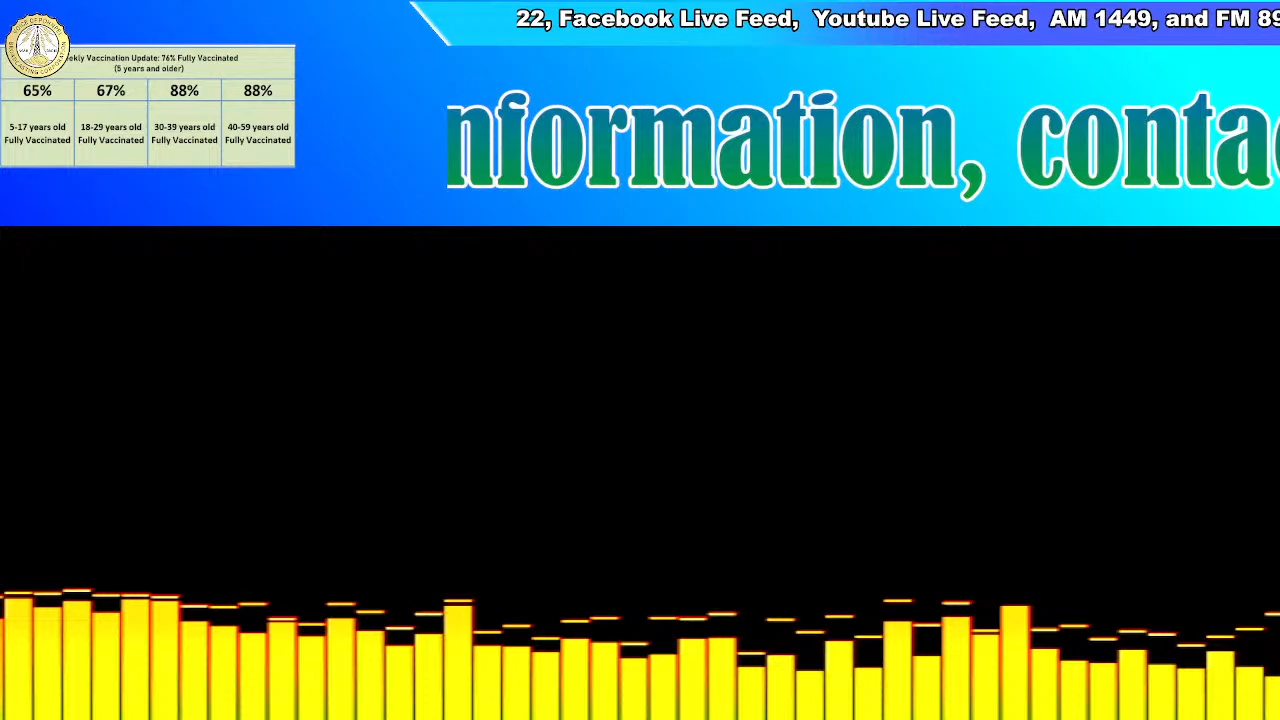 22, Facebook Live Feed, Youtube Live Feed, AM 1449, and FM 89
ekly Vaccination Update: 76% Fully Vaccinated
(5 years and older)
65% 67% 88% 88%
5-17 years old 18-29 years old 30-39 years old 40-59 years old
Fully Vaccinated Fully Vaccinated Fully Vaccinated Fully Vaccinated
nformation, contac